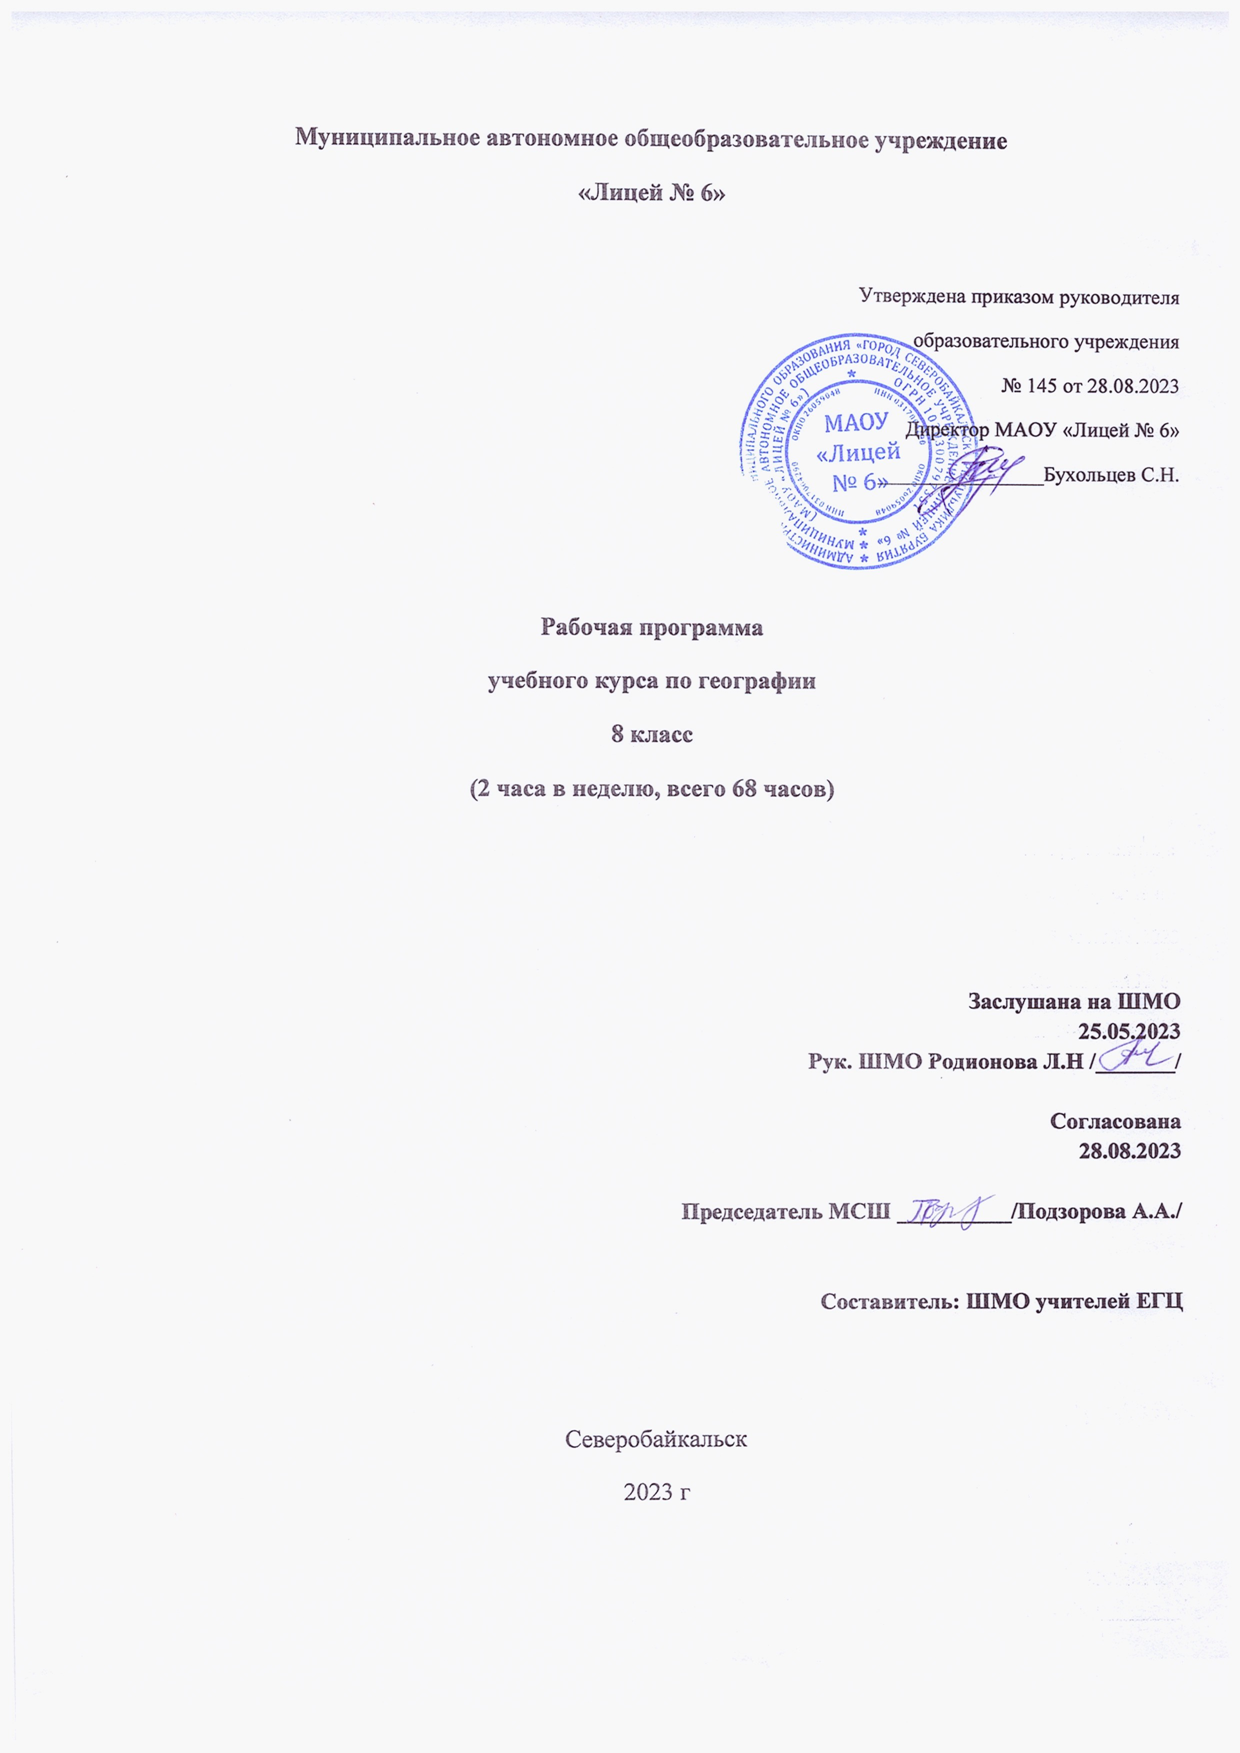 Муниципальное автономное общеобразовательное учреждение
«Лицей № 6»
Утверждена приказом руководителя
образовательного учреждения
№ 145 от 28.08.2023
Директор МАОУ «Лицей № 6»
Бухольцев С.Н.
МАОУ
«Лицей
№ 6»
Рабочая программа
учебного курса по географии
8 класс
(2 часа в неделю, всего 68 часов)
Заслушана на ШМО
25.05.2023
Рук. ШМО Родионова Л.Н /________/
Согласована
28.08.2023
Председатель МСШ __________/Подзорова А.А./
Составитель: ШМО учителей ЕГЦ
Северобайкальск
2023 г